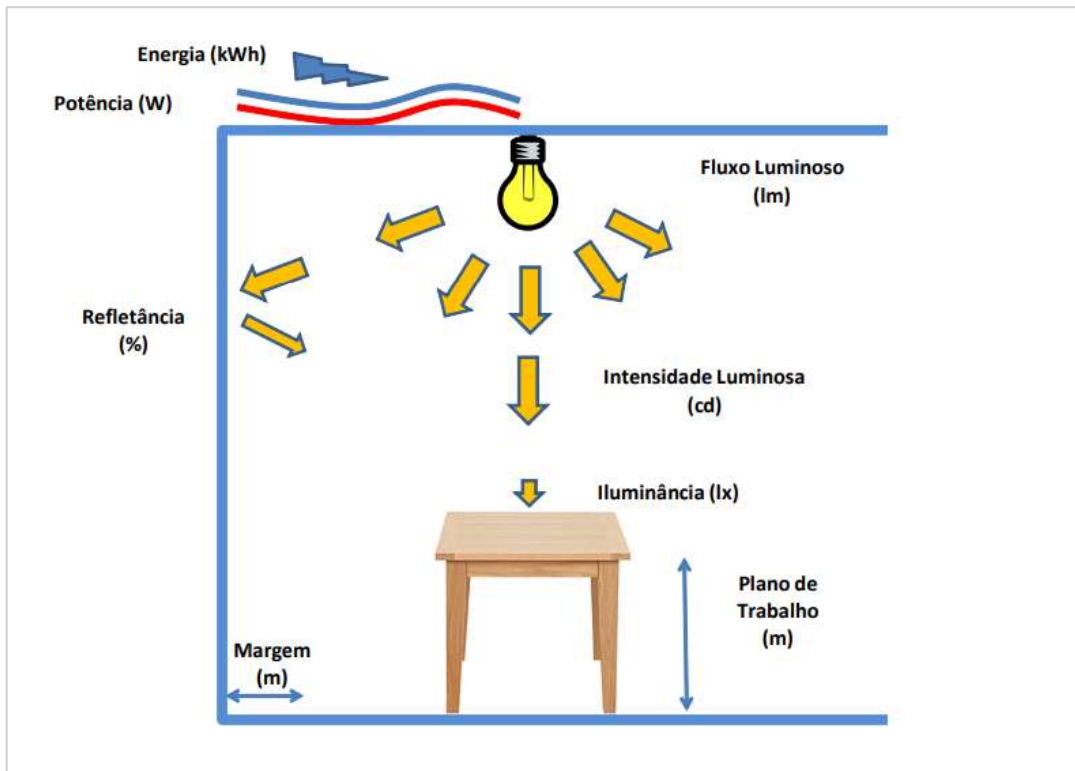 Energia (kWh)
Potência (W)
Fluxo Luminoso
(lm)
Refletância
(%)
Intensidade Luminosa
(cd)
Iluminância (lx)
Plano de
Trabalho
(m)
Margem
(m)